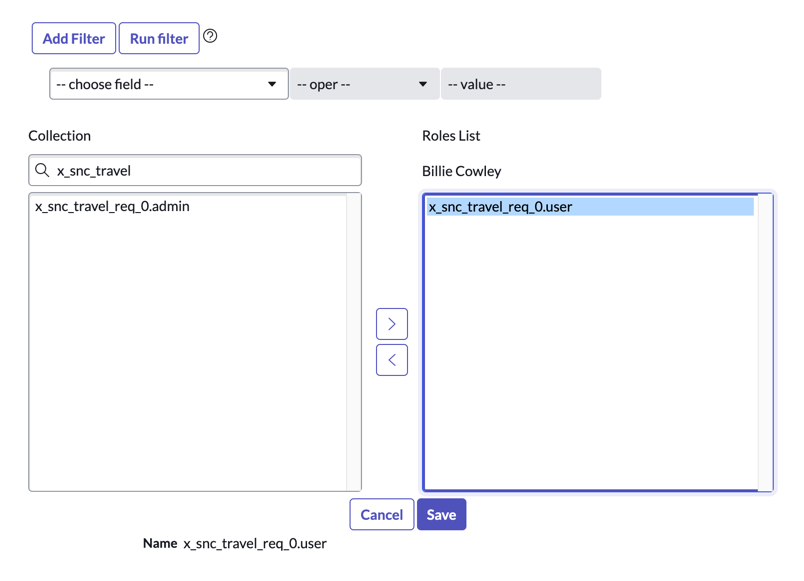 Add Filter Run filter ?
-- choose field -- -- oper -- -- value --
Collection Roles List
x_snc_travel Billie Cowley
x_snc_travel_req_0.admin x_snc_travel_req_0.user
Cancel Save
Name x_snc_travel_req_0.user